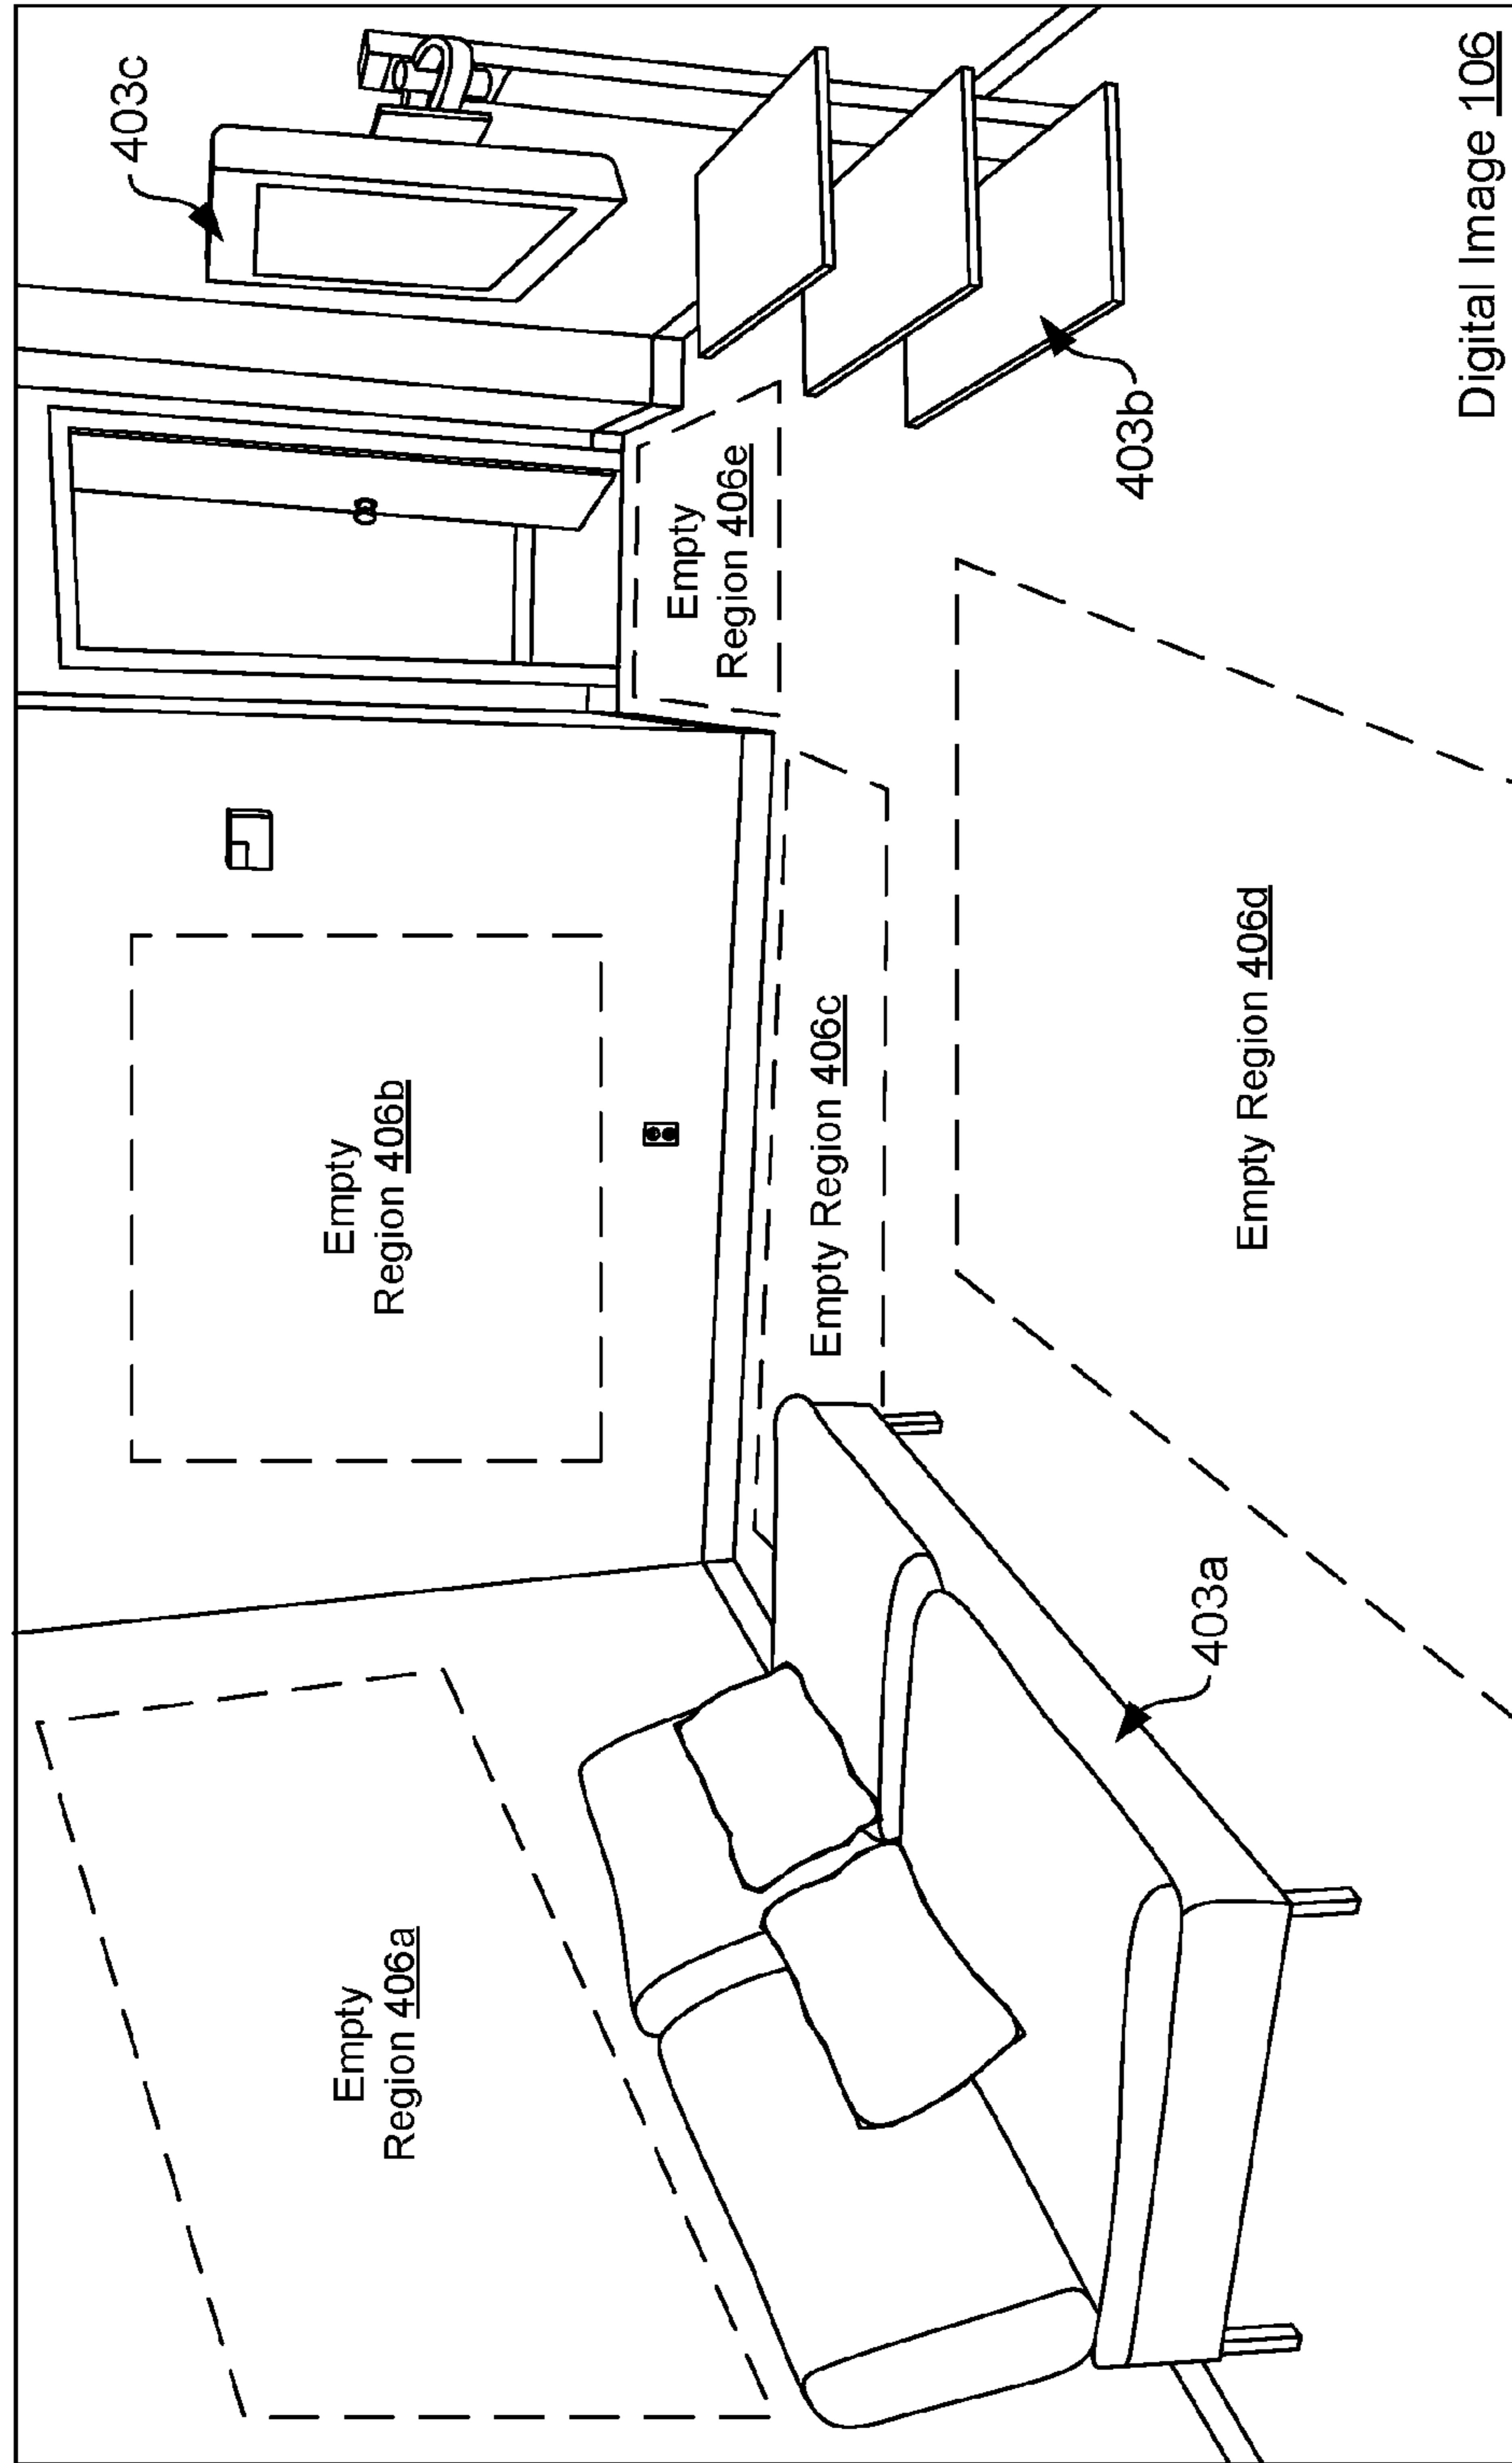 403c
Empty
Region 406a
Empty
Region 406b
Empty
Region 406e
Empty Region 406c
403b
Empty Region 406d
403a
Digital Image 106